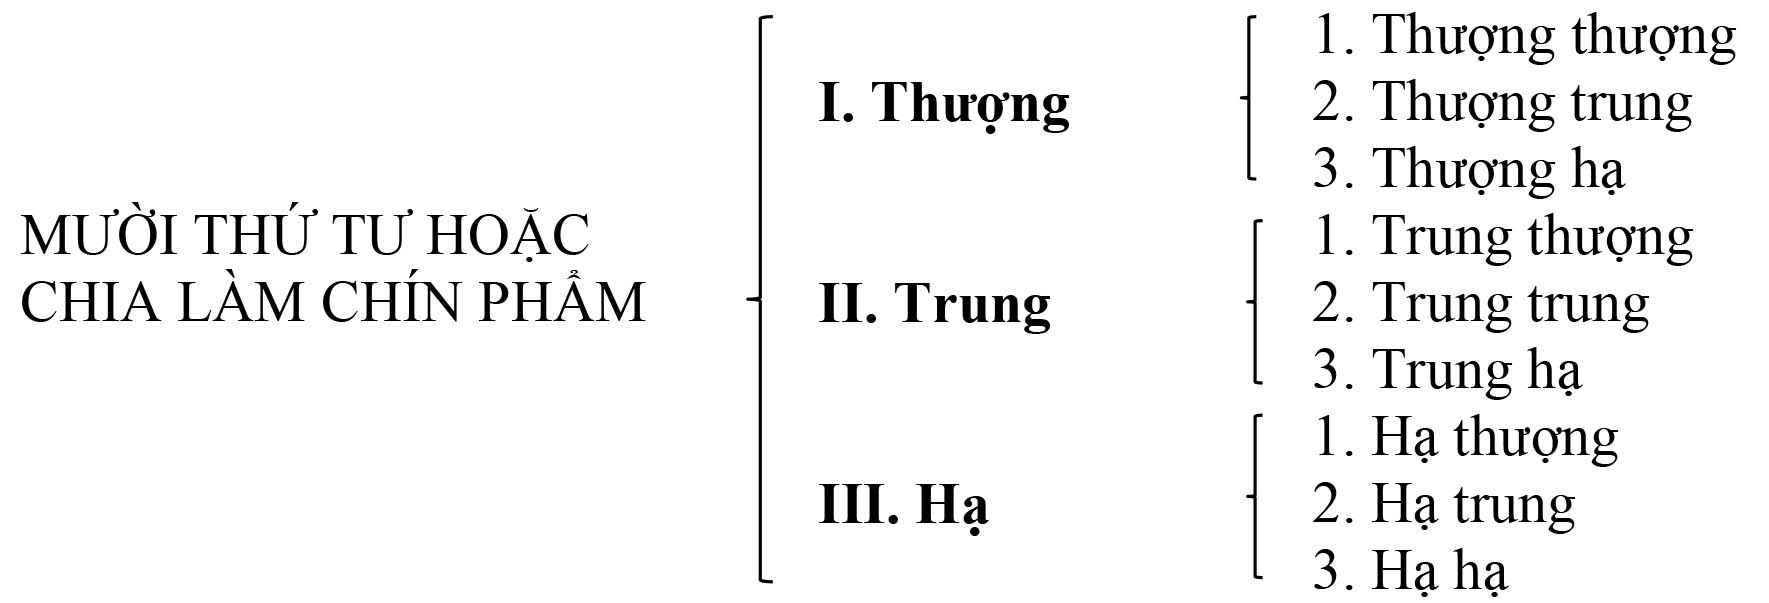 MƯỜI THỨ TƯ HOẶC
CHIA LÀM CHÍN PHẨM
I. Thượng
1. Thượng thượng
2. Thượng trung
3. Thượng hạ
II. Trung
1. Trung thượng
2. Trung trung
3. Trung hạ
III. Hạ
1. Hạ thượng
2. Hạ trung
3. Hạ hạ